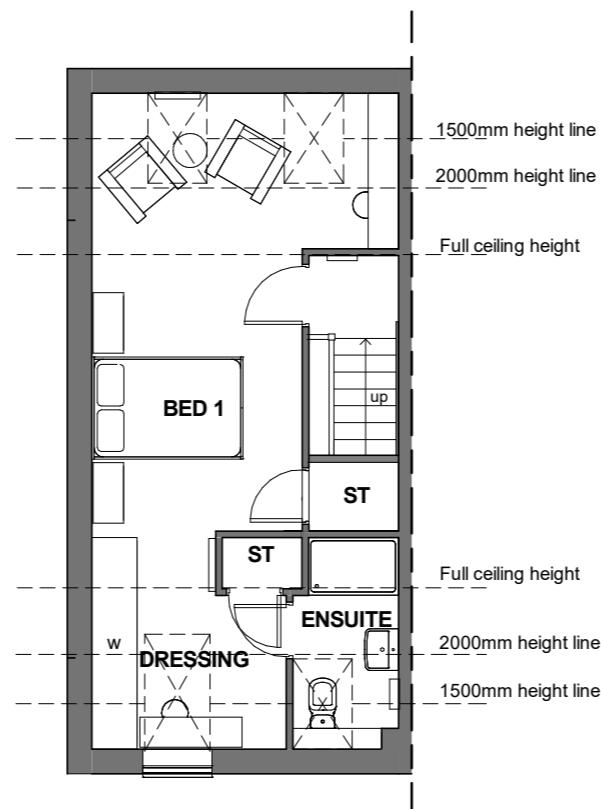 1500mm height line
2000mm height line
Full ceiling height
up
BED 1
ST
ST
Full ceiling height
ENSUITE
w
DRESSING
2000mm height line
1500mm height line